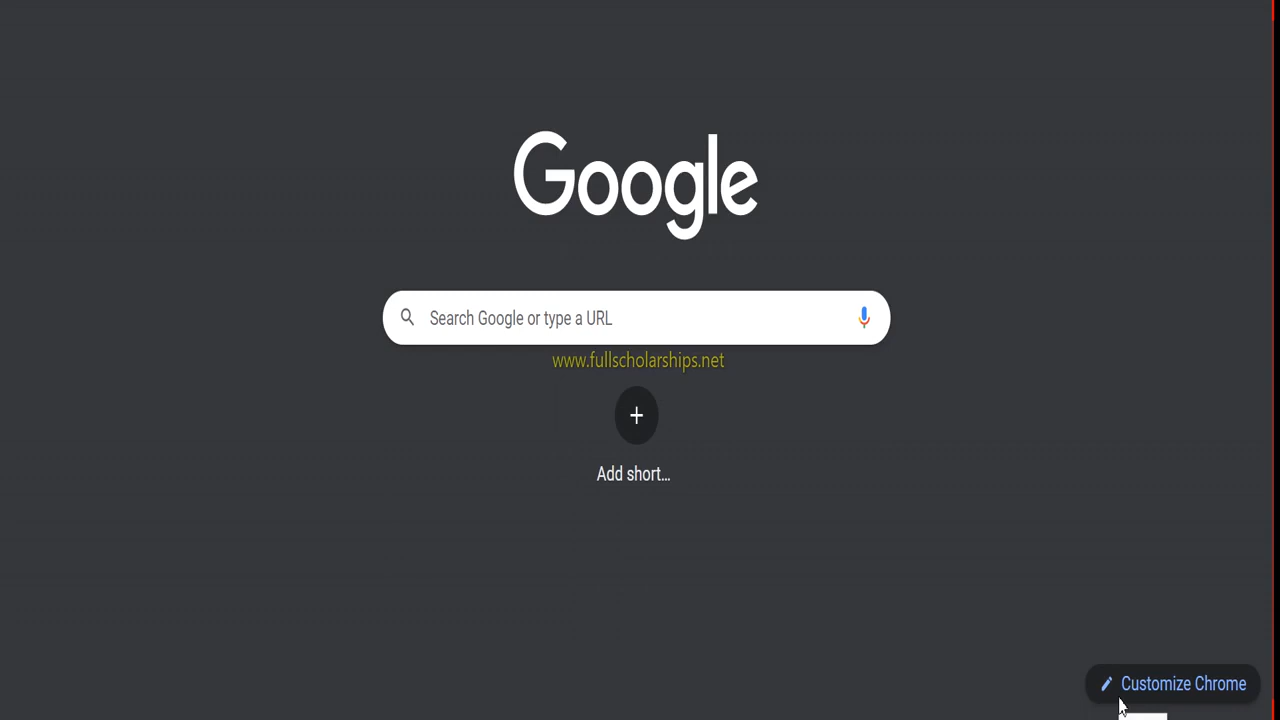 Google
Search Google or type a URL
www.fullscholarships.net
Add short...
Customize Chrome